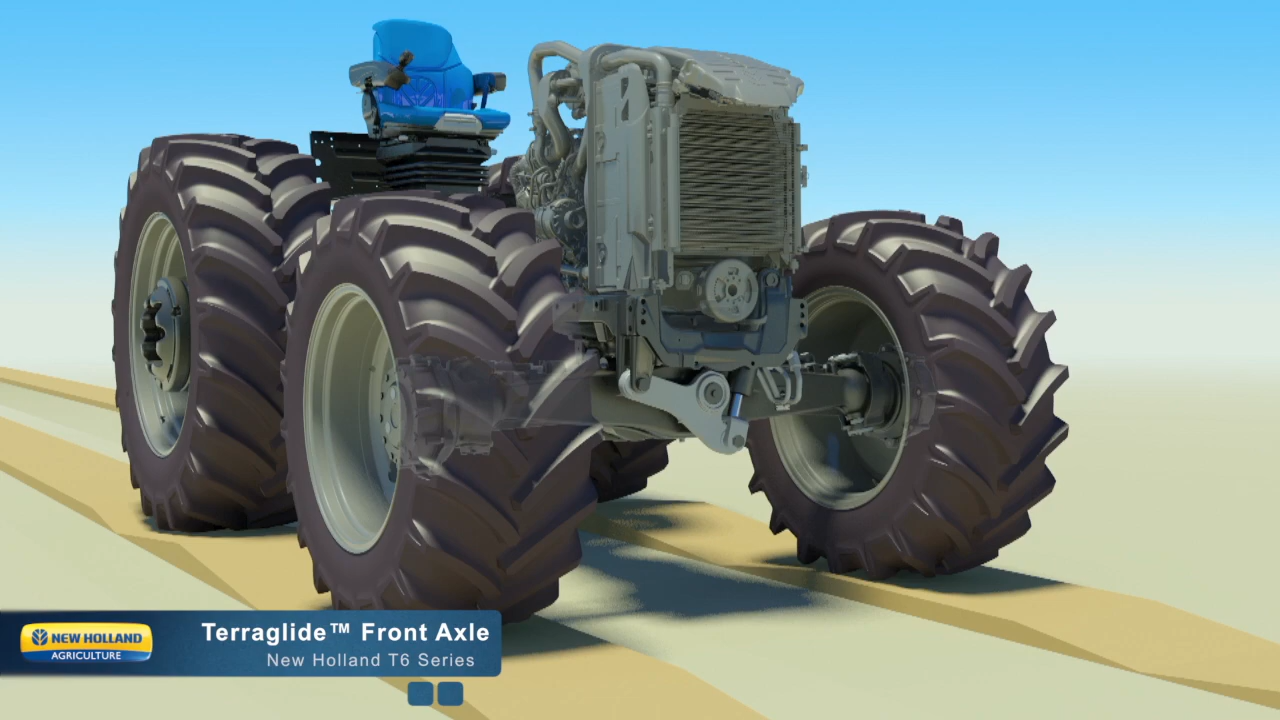 NEW HOLLAND
AGRICULTURE
Terraglide™ Front Axle
New Holland T6 Series